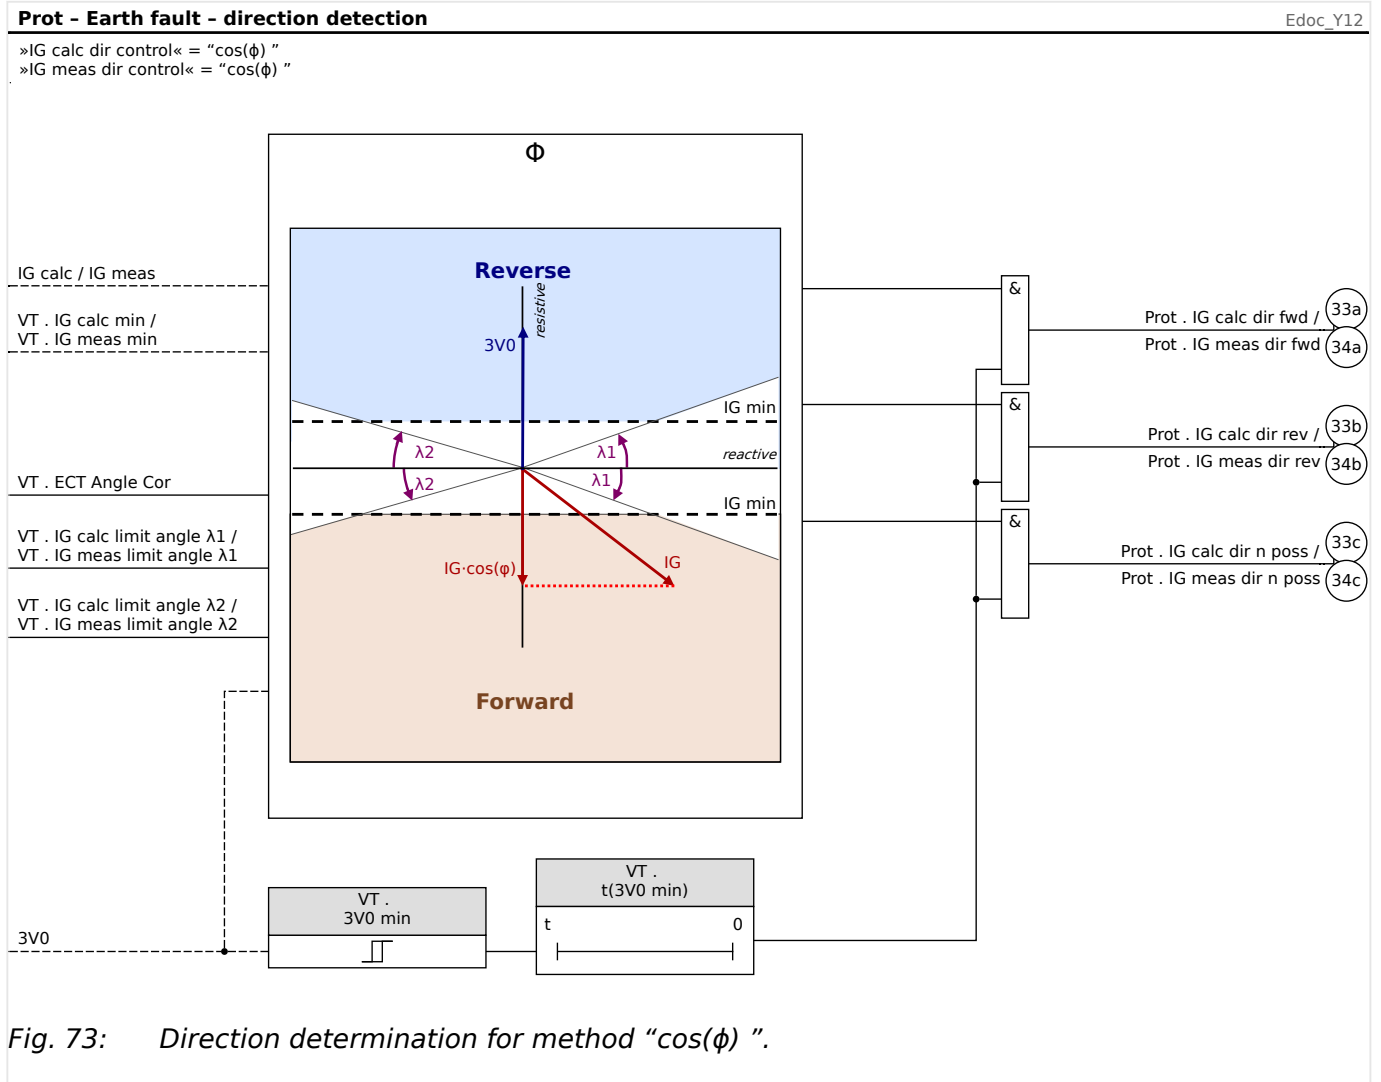 Prot – Earth fault – direction detection
Edoc_Y12
»IG calc dir control« = “cos(ϕ) ”
»IG meas dir control« = “cos(ϕ) ”
Φ
Reverse
resistive
3V0
IG calc / IG meas
VT . IG calc min /
VT . IG meas min
IG min
λ2
λ1
reactive
λ2
λ1
IG min
VT . ECT Angle Cor
VT . IG calc limit angle λ1 /
VT . IG meas limit angle λ1
IG·cos(φ)
IG
VT . IG calc limit angle λ2 /
VT . IG meas limit angle λ2
Forward
&
Prot . IG calc dir fwd /
33a
Prot . IG meas dir fwd
34a
&
Prot . IG calc dir rev /
33b
Prot . IG meas dir rev
34b
&
Prot . IG calc dir n poss /
33c
Prot . IG meas dir n poss
34c
3V0
VT .
3V0 min
VT .
t(3V0 min)
t
0
Fig. 73: Direction determination for method “cos(ϕ) ”.